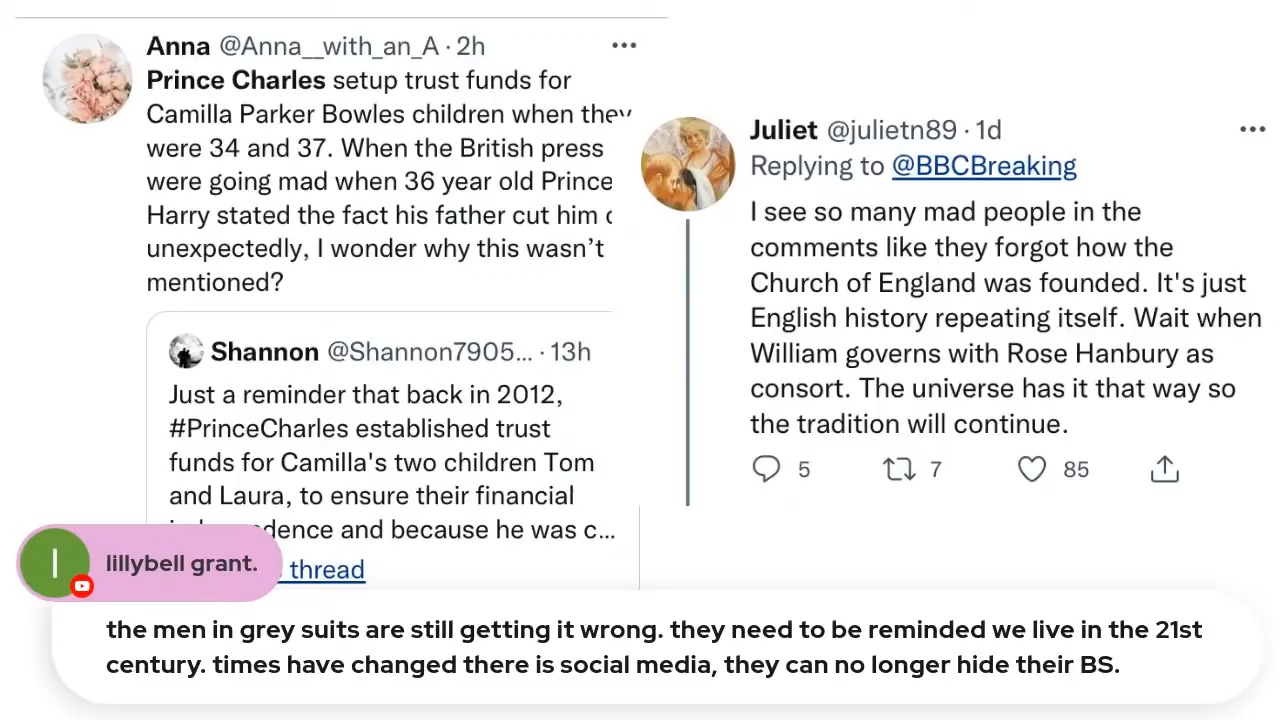 Anna @Anna__with_an_A · 2h
Prince Charles setup trust funds for
Camilla Parker Bowles children when they
were 34 and 37. When the British press
were going mad when 36 year old Prince
Harry stated the fact his father cut him
unexpectedly, I wonder why this wasn't
mentioned?
Shannon @Shannon7905... · 13h
Just a reminder that back in 2012,
#PrinceCharles established trust
funds for Camilla's two children Tom
and Laura, to ensure their financial
and because he was c...
thread
Juliet @julietn89 · 1d
Replying to @BBCBreaking
I see so many mad people in the
comments like they forgot how the
Church of England was founded. It's just
English history repeating itself. Wait when
William governs with Rose Hanbury as
consort. The universe has it that way so
the tradition will continue.
5 7 85
l
lillybell grant.
the men in grey suits are still getting it wrong. they need to be reminded we live in the 21st
century. times have changed there is social media, they can no longer hide their BS.